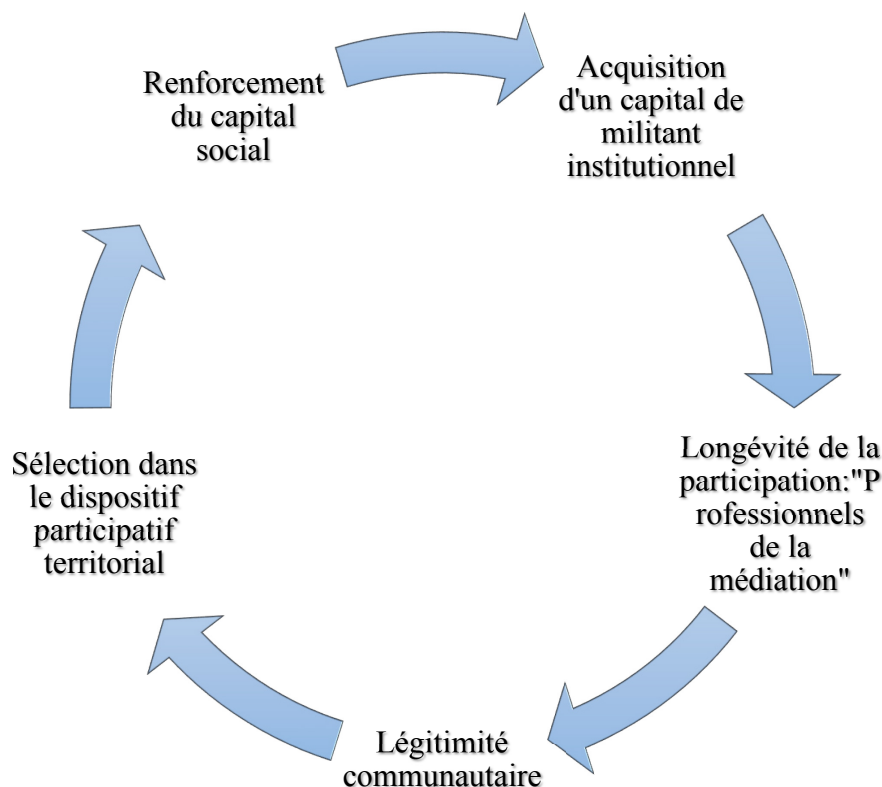 Renforcement
du capital
social
Acquisition
d'un capital de
militant
institutionnel
Longévité de la
participation:"P
rofessionnels
de la
médiation"
Légitimité
communautaire
Sélection dans
le dispositif
participatif
territorial